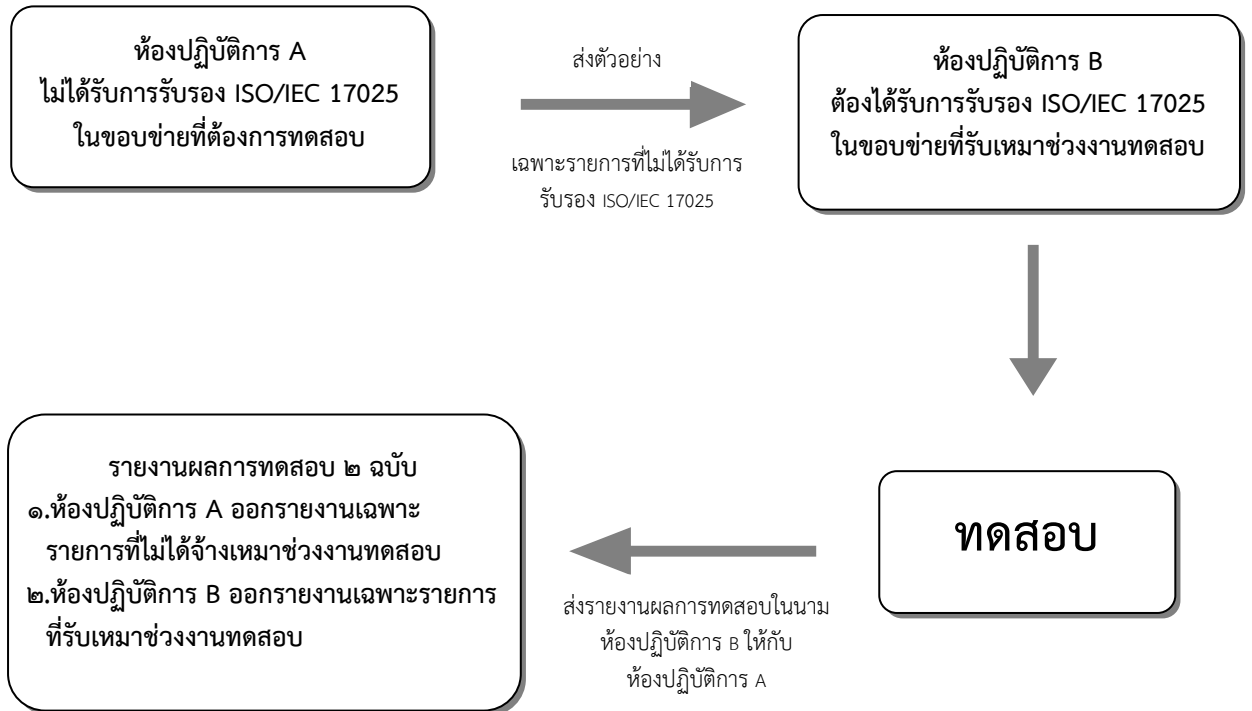 ห้องปฏิบัติการ A
ไม่ได้รับการรับรอง ISO/IEC 17025
ในขอบข่ายที่ต้องการทดสอบ
ส่งตัวอย่าง
เฉพาะรายการที่ไม่ได้รับการ
รับรอง ISO/IEC 17025
ห้องปฏิบัติการ B
ต้องได้รับการรับรอง ISO/IEC 17025
ในขอบข่ายที่รับเหมาช่วงงานทดสอบ
ทดสอบ
ส่งรายงานผลการทดสอบในนาม
ห้องปฏิบัติการ B ให้กับ
ห้องปฏิบัติการ A
รายงานผลการทดสอบ ๒ ฉบับ
๑.ห้องปฏิบัติการ A ออกรายงานเฉพาะ
รายการที่ไม่ได้จ้างเหมาช่วงงานทดสอบ
๒.ห้องปฏิบัติการ B ออกรายงานเฉพาะรายการ
ที่รับเหมาช่วงงานทดสอบ